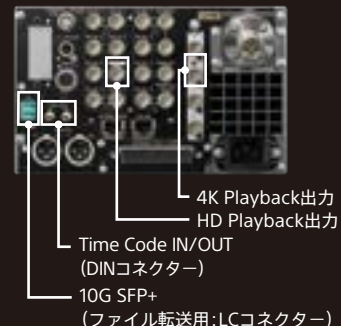 4K Playback出力
HD Playback出力
Time Code IN/OUT
(DINコネクター)
10G SFP+
(ファイル転送用:LCコネクター)